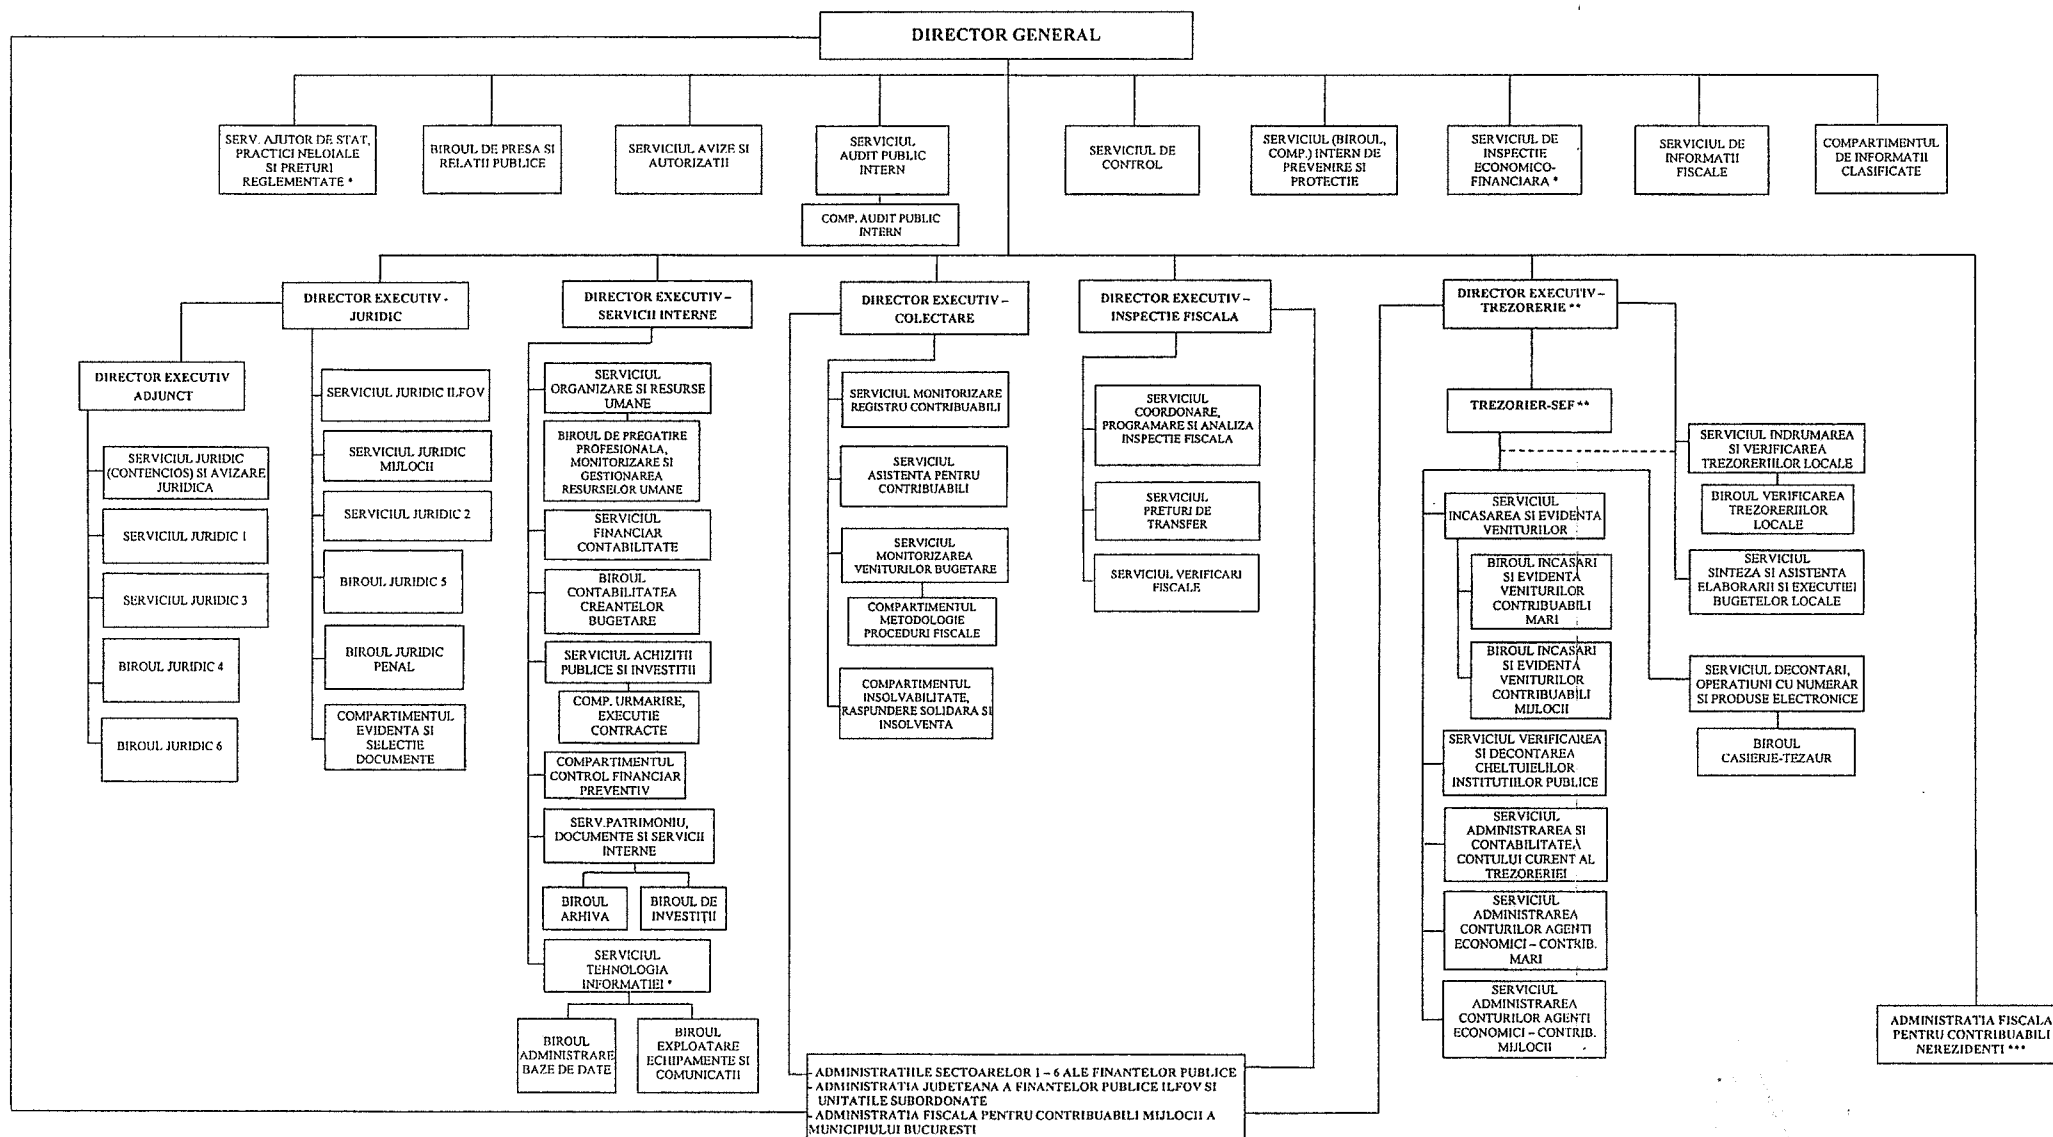 DIRECTOR GENERAL
SERV. AJUTOR DE STAT,
PRACTICI NELOIALE
SI PRETURI
REGLEMENTATE *
BIROUL DE PRESA SI
RELATII PUBLICE
SERVICIUL AVIZE SI
AUTORIZATII
SERVICIUL
AUDIT PUBLIC
INTERN
COMP. AUDIT PUBLIC
INTERN
SERVICIUL DE
CONTROL
SERVICIUL (BIROUL,
COMP.) INTERN DE
PREVENIRE SI
PROTECTIE
SERVICIUL DE
INSPECTIE
ECONOMICO-
FINANCIARA *
SERVICIUL DE
INFORMATII
FISCALE
COMPARTIMENTUL
DE INFORMATII
CLASIFICATE
DIRECTOR EXECUTIV -
JURIDIC
DIRECTOR EXECUTIV
ADJUNCT
SERVICIUL JURIDIC
(CONTENCIOS) SI AVIZARE
JURIDICA
SERVICIUL JURIDIC 1
SERVICIUL JURIDIC 3
BIROUL JURIDIC 4
BIROUL JURIDIC 6
SERVICIUL JURIDIC ILFOV
SERVICIUL JURIDIC
MIJLOCII
SERVICIUL JURIDIC 2
BIROUL JURIDIC 5
BIROUL JURIDIC
PENAL
COMPARTIMENTUL
EVIDENTA SI
SELECTIE
DOCUMENTE
DIRECTOR EXECUTIV –
SERVICII INTERNE
SERVICIUL
ORGANIZARE SI RESURSE
UMANE
BIROUL DE PREGATIRE
PROFESIONALA,
MONITORIZARE SI
GESTIONAREA
RESURSELOR UMANE
SERVICIUL
FINANCIAR
CONTABILITATE
BIROUL
CONTABILITATEA
CREANTELOR
BUGETARE
SERVICIUL ACHIZITII
PUBLICE SI INVESTITII
COMP. URMARIRE,
EXECUTIE
CONTRACTE
COMPARTIMENTUL
CONTROL FINANCIAR
PREVENTIV
SERV.PATRIMONIU,
DOCUMENTE SI SERVICII
INTERNE
BIROUL
ARHIVA
BIROUL DE
INVESTIŢII
SERVICIUL
TEHNOLOGIA
INFORMATIEI *
BIROUL
ADMINISTRARE
BAZE DE DATE
BIROUL
EXPLOATARE
ECHIPAMENTE SI
COMUNICATII
DIRECTOR EXECUTIV –
COLECTARE
SERVICIUL MONITORIZARE
REGISTRU CONTRIBUABILI
SERVICIUL
ASISTENTA PENTRU
CONTRIBUABILI
SERVICIUL
MONITORIZAREA
VENITURILOR BUGETARE
COMPARTIMENTUL
METODOLOGIE
PROCEDURI FISCALE
COMPARTIMENTUL
INSOLVABILITATE,
RASPUNDERE SOLIDARA SI
INSOLVENTA
DIRECTOR EXECUTIV –
INSPECTIE FISCALA
SERVICIUL
COORDONARE,
PROGRAMARE SI ANALIZA
INSPECTIE FISCALA
SERVICIUL
PRETURI DE
TRANSFER
SERVICIUL VERIFICARI
FISCALE
DIRECTOR EXECUTIV –
TREZORERIE **
TREZORIER-SEF **
SERVICIUL
INCASAREA SI EVIDENTA
VENITURILOR
BIROUL INCASARI
SI EVIDENTA
VENITURILOR
CONTRIBUABILI
MARI
BIROUL INCASARI
SI EVIDENTA
VENITURILOR
CONTRIBUABILI
MIJLOCII
SERVICIUL VERIFICAREA
SI DECONTAREA
CHELTUIELILOR
INSTITUTIILOR PUBLICE
SERVICIUL
ADMINISTRAREA SI
CONTABILITATEA
CONTULUI CURENT AL
TREZORERIEI
SERVICIUL
ADMINISTRAREA
CONTURILOR AGENTI
ECONOMICI – CONTRIB.
MARI
SERVICIUL
ADMINISTRAREA
CONTURILOR AGENTI
ECONOMICI – CONTRIB.
MIJLOCII
SERVICIUL INDRUMAREA
SI VERIFICAREA
TREZORERIILOR LOCALE
BIROUL VERIFICAREA
TREZORERIILOR
LOCALE
SERVICIUL
SINTEZA SI ASISTENTA
ELABORARII SI EXECUTIEI
BUGETELOR LOCALE
SERVICIUL DECONTARI,
OPERATIUNI CU NUMERAR
SI PRODUSE ELECTRONICE
BIROUL
CASIERIE-TEZAUR
ADMINISTRATIA FISCALA
PENTRU CONTRIBUABILI
NEREZIDENTI ***
- ADMINISTRATIILE SECTOARELOR 1 – 6 ALE FINANTELOR PUBLICE
- ADMINISTRATIA JUDETEANA A FINANTELOR PUBLICE ILFOV SI
UNITATILE SUBORDONATE
- ADMINISTRATIA FISCALA PENTRU CONTRIBUABILI MIJLOCII A
MUNICIPIULUI BUCURESTI